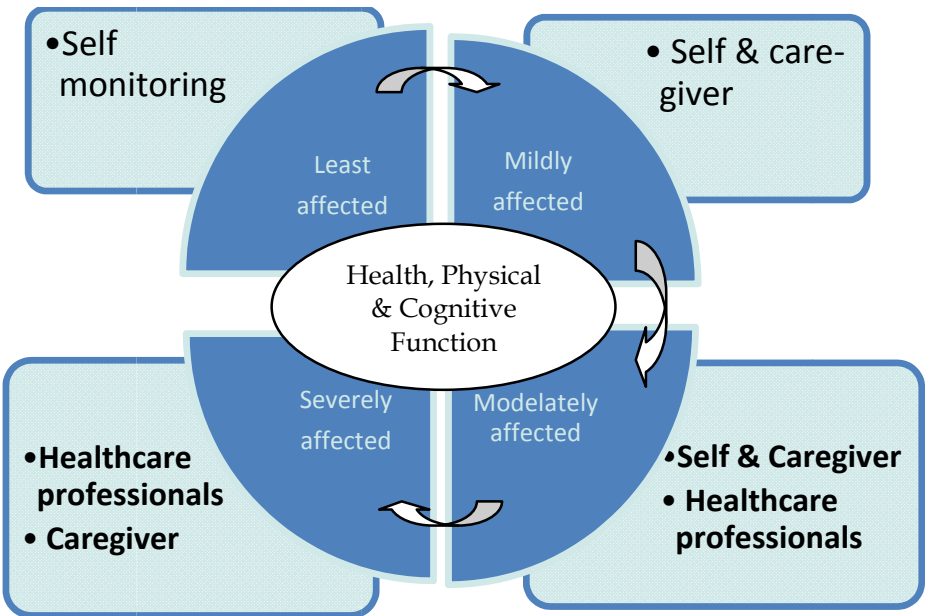 •Self
monitoring
• Self & care-
giver
Least
affected
Mildly
affected
Health, Physical
& Cognitive
Function
Severely
affected
Modelately
affected
•Healthcare
professionals
• Caregiver
•Self & Caregiver
• Healthcare
professionals